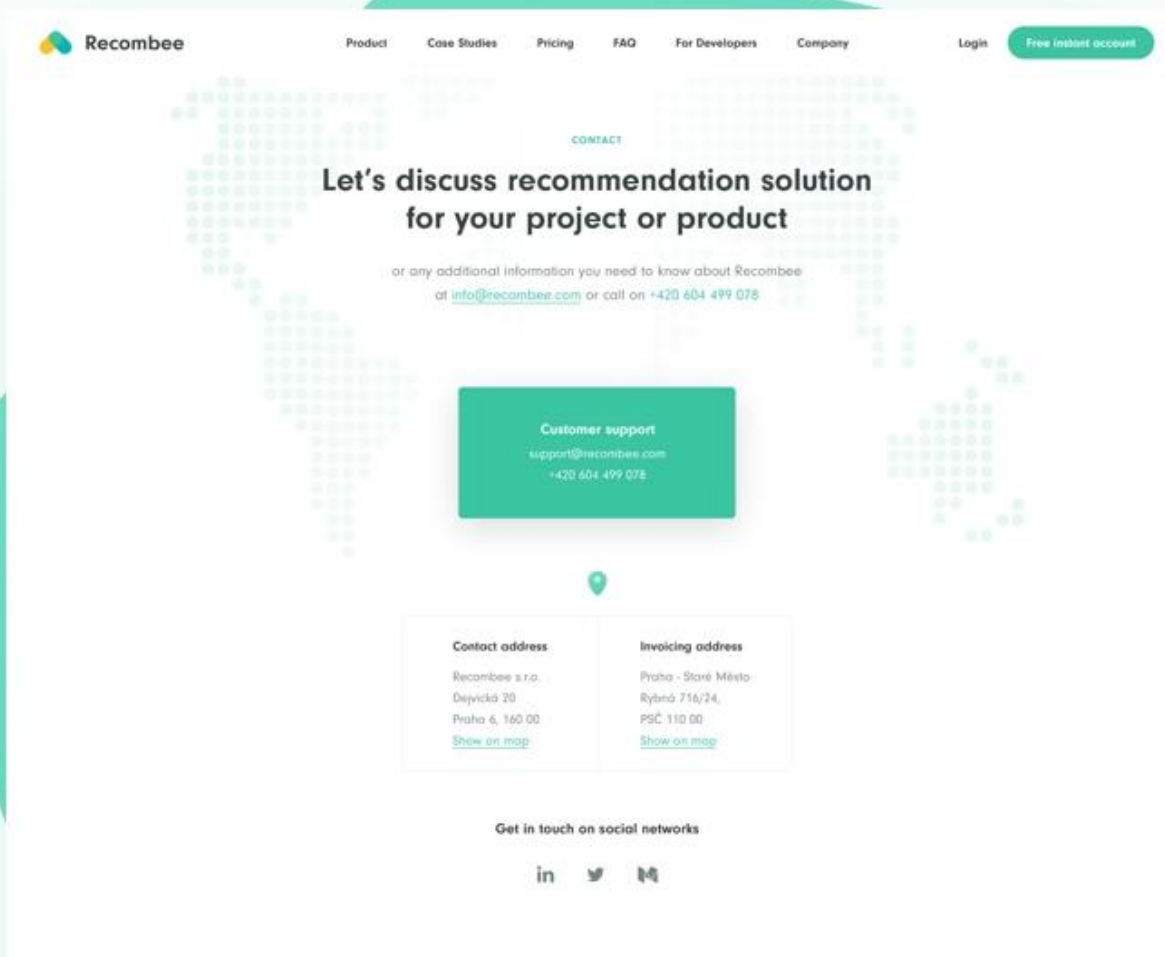 Recombee
Product Case Studies Pricing FAQ For Developers Company Login Free instant account
CONTACT
Let's discuss recommendation solution
for your project or product
or any additional information you need to know about Recombee
at info@recombee.com or call on +420 604 499 078
Customer support
support@recombee.com
+420 604 499 078
Contact address
Recombee s.r.o.
Dejvická 20
Praha 6, 160 00
Show on map
Invoicing address
Praha - Staré Město
Rybná 716/24,
PSČ 110 00
Show on map
Get in touch on social networks
in